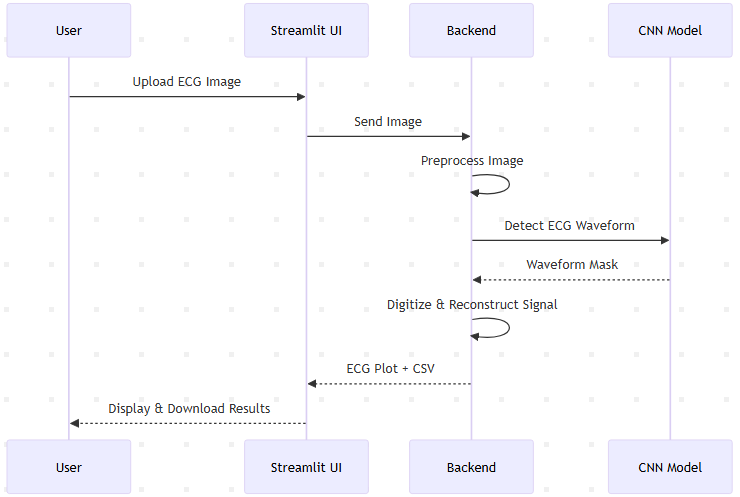 User
Streamlit UI
Backend
CNN Model
Upload ECG Image
Send Image
Preprocess Image
Detect ECG Waveform
Waveform Mask
Digitize & Reconstruct Signal
ECG Plot + CSV
Display & Download Results
User
Streamlit UI
Backend
CNN Model